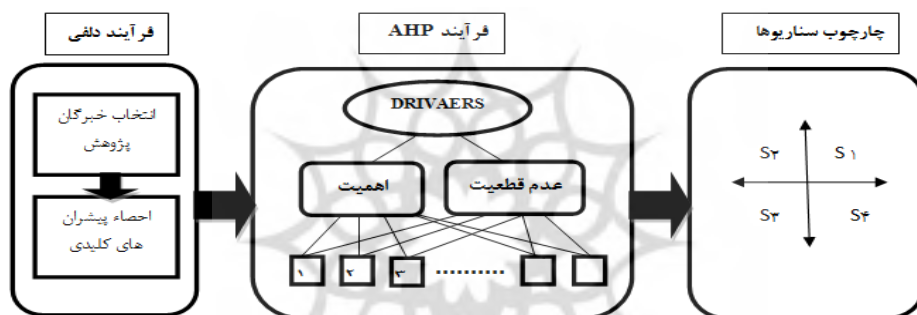 فرآیند دلفی
انتخاب خبرگان
پژوهش
احصاء پیشران
های کلیدی
فرآیند AHP
DRIVAERS
اهمیت
عدم قطعیت
۱ ۲ ۳ ..........
چارچوب سناریوها
S۲ S۱
S۳ S۴